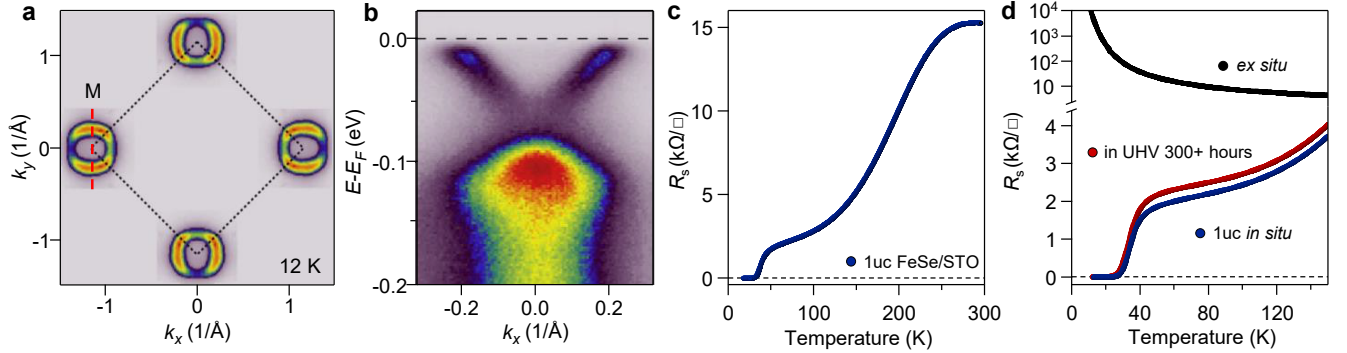 a
1
0
-1
k_y (1/Å)
M
12 K
-1
0
1
k_x (1/Å)
b
0.0
-0.1
-0.2
E-E_F (eV)
-0.2
0.0
0.2
k_x (1/Å)
c
15
10
5
0
R_s (kΩ/□)
1uc FeSe/STO
0
100
200
300
Temperature (K)
d
10^4
10^3
10^2
10
4
3
2
1
0
R_s (kΩ/□)
ex situ
in UHV 300+ hours
1uc in situ
0
40
80
120
Temperature (K)